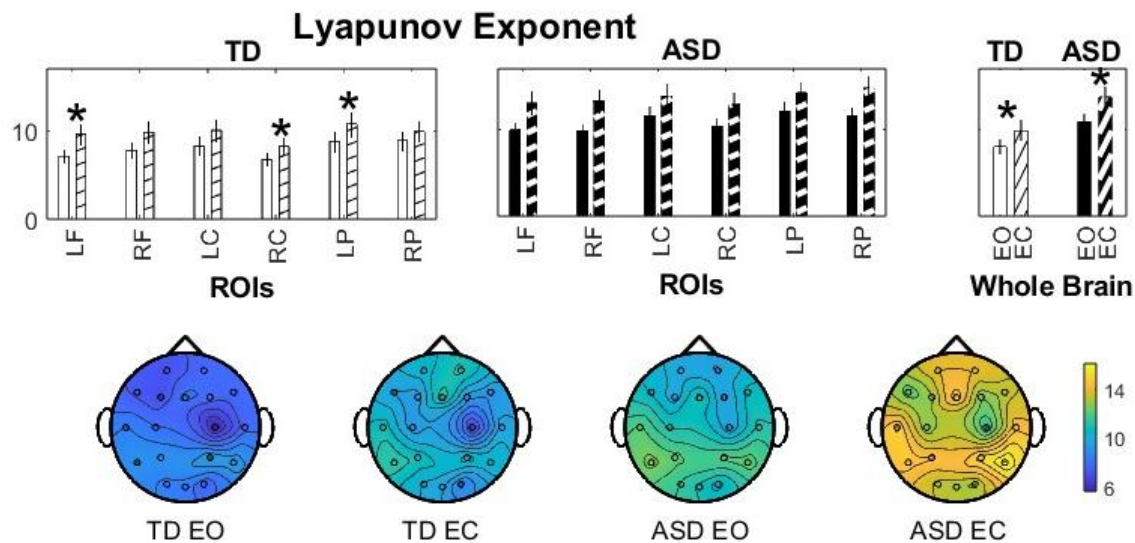 Lyapunov Exponent
TD ASD TD ASD
* * * * *
10
0
LF RF LC RC LP RP LF RF LC RC LP RP EO EC EO EC
ROIs ROIs Whole Brain
14
10
6
TD EO TD EC ASD EO ASD EC